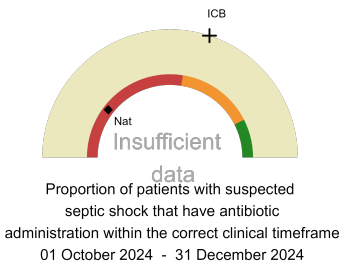 ICB
Nat
Insufficient
data
Proportion of patients with suspected
septic shock that have antibiotic
administration within the correct clinical timeframe
01 October 2024  -  31 December 2024